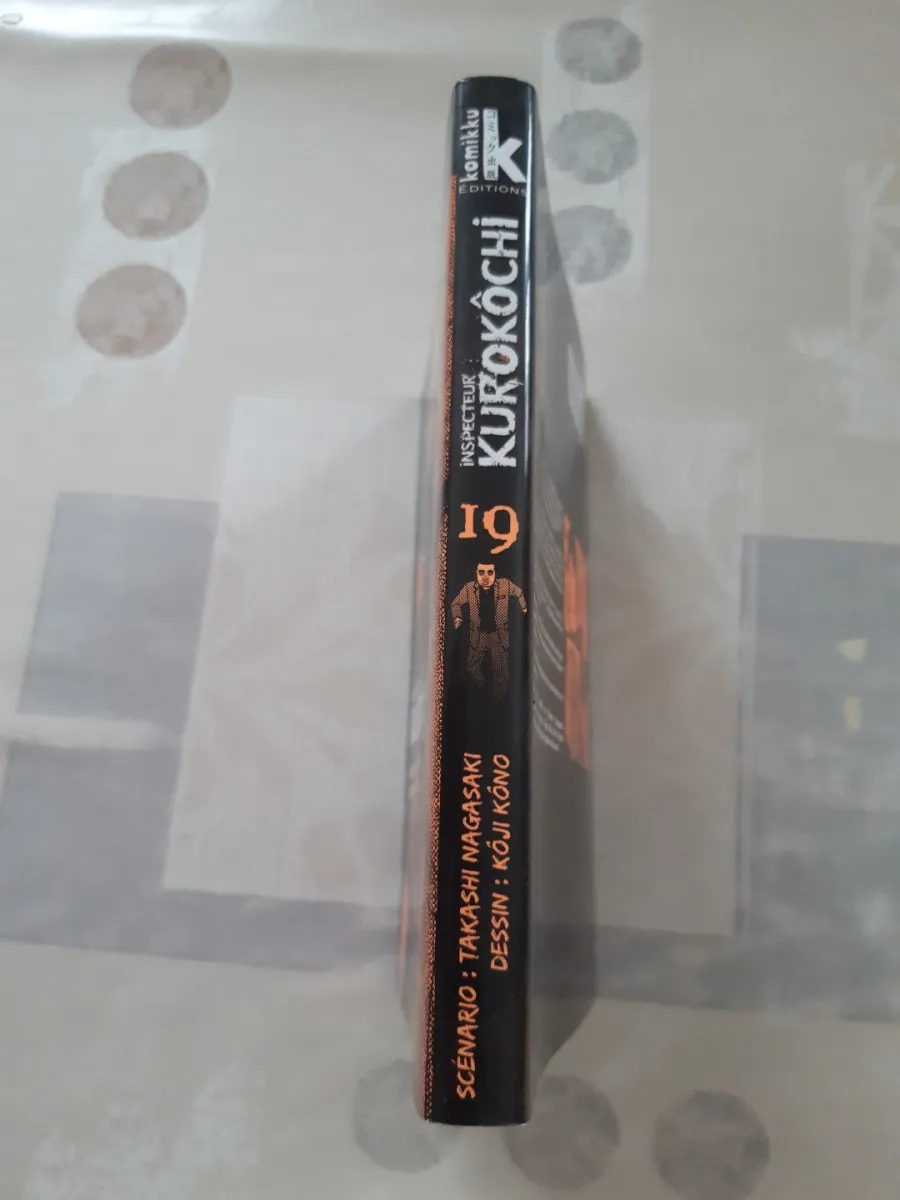 komikku
ÉDITIONS
INSPECTEUR :
KUROKÔCHI
19
SCÉNARIO : TAKASHI NAGASAKI
DESSIN : KÔJI KÔNO